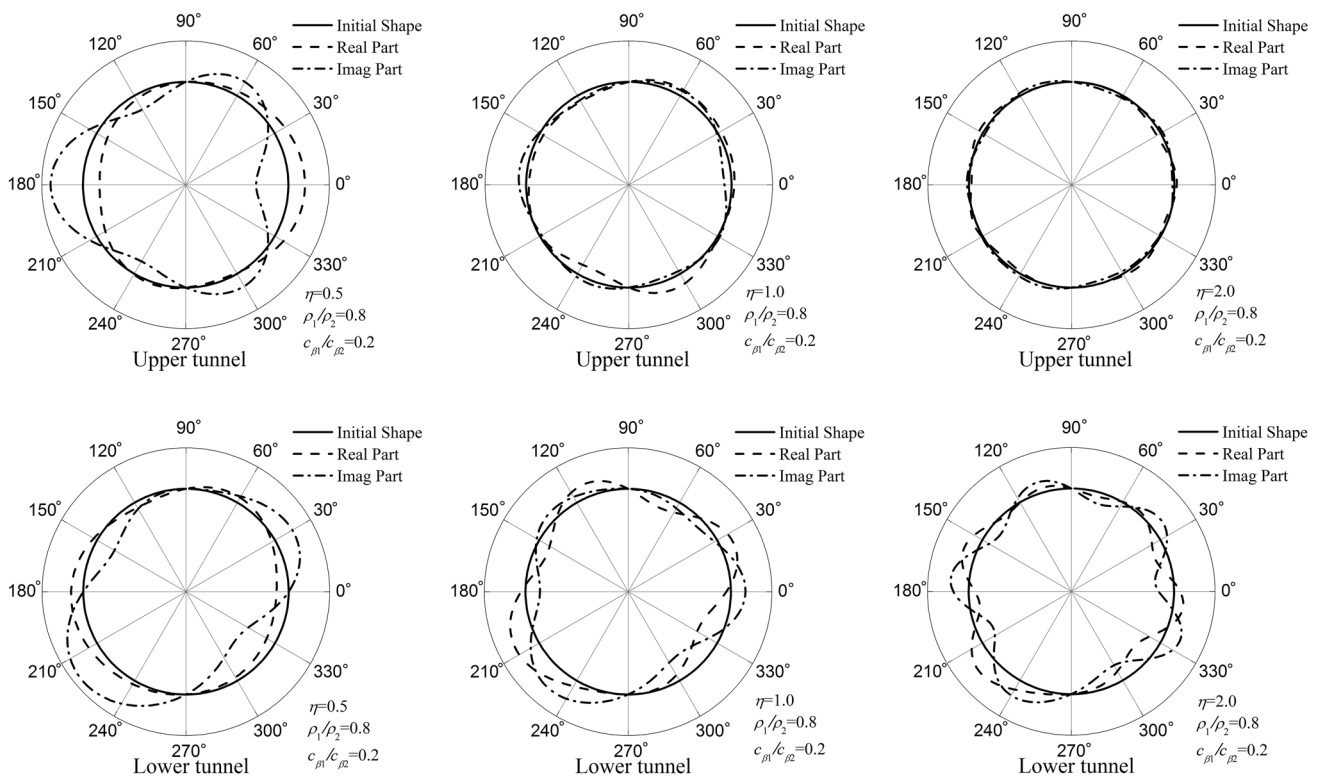 90°
120°
60°
150°
30°
180°
0°
210°
330°
240°
300°
270°
Initial Shape
Real Part
Imag Part
η=0.5
ρ1/ρ2=0.8
cβ1/cβ2=0.2
Upper tunnel
90°
120°
60°
150°
30°
180°
0°
210°
330°
240°
300°
270°
Initial Shape
Real Part
Imag Part
η=1.0
ρ1/ρ2=0.8
cβ1/cβ2=0.2
Upper tunnel
90°
120°
60°
150°
30°
180°
0°
210°
330°
240°
300°
270°
Initial Shape
Real Part
Imag Part
η=2.0
ρ1/ρ2=0.8
cβ1/cβ2=0.2
Upper tunnel
90°
120°
60°
150°
30°
180°
0°
210°
330°
240°
300°
270°
Initial Shape
Real Part
Imag Part
η=0.5
ρ1/ρ2=0.8
cβ1/cβ2=0.2
Lower tunnel
90°
120°
60°
150°
30°
180°
0°
210°
330°
240°
300°
270°
Initial Shape
Real Part
Imag Part
η=1.0
ρ1/ρ2=0.8
cβ1/cβ2=0.2
Lower tunnel
90°
120°
60°
150°
30°
180°
0°
210°
330°
240°
300°
270°
Initial Shape
Real Part
Imag Part
η=2.0
ρ1/ρ2=0.8
cβ1/cβ2=0.2
Lower tunnel